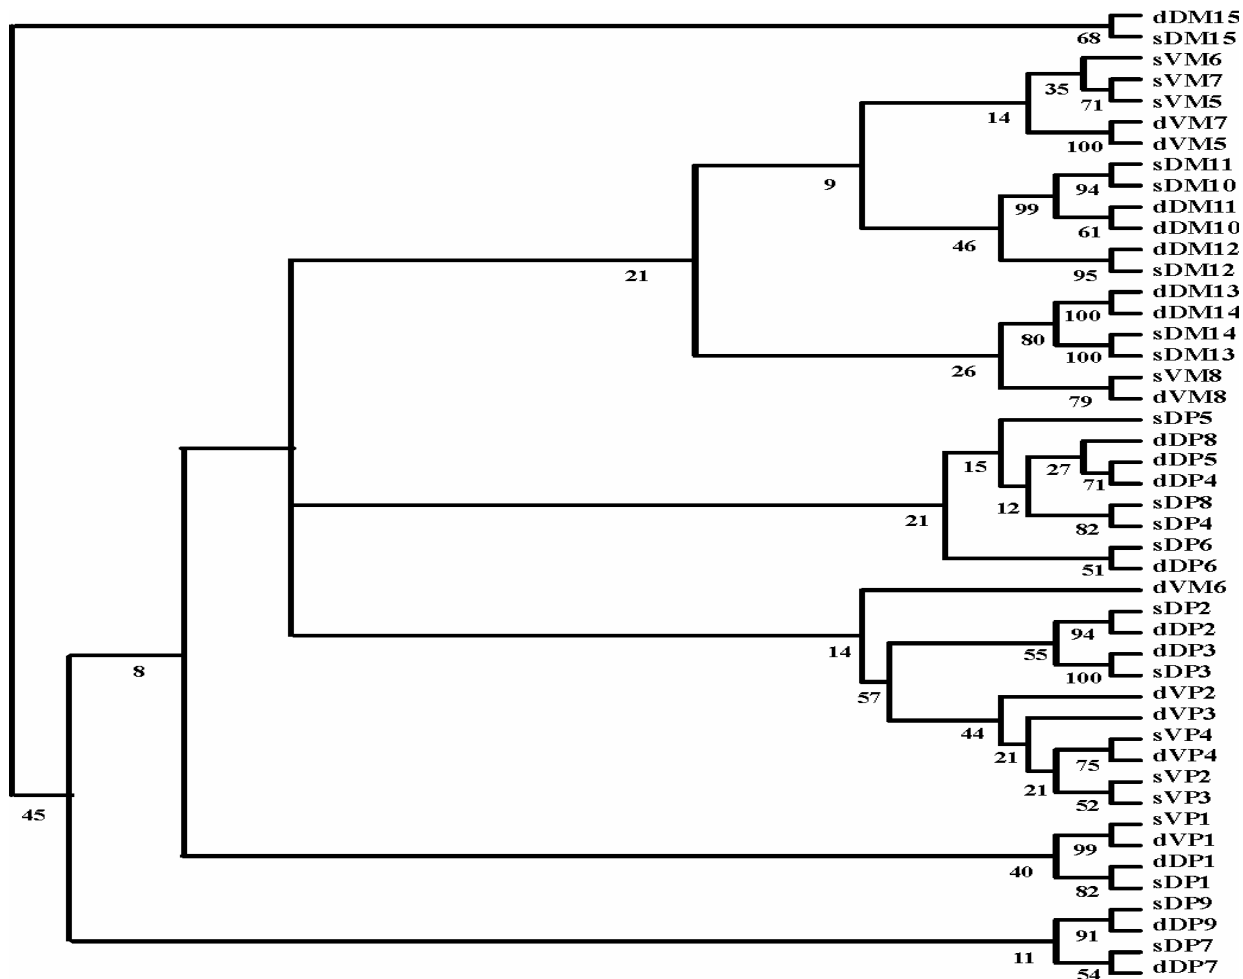 dDM15
68
sDM15
sVM6
35
sVM7
71
sVM5
14
dVM7
100
dVM5
sDM11
9
94
sDM10
99
dDM11
61
dDM10
46
dDM12
95
sDM12
21
dDM13
100
dDM14
80
sDM14
100
sDM13
26
sVM8
79
dVM8
sDP5
dDP8
15
27
dDP5
71
dDP4
12
sDP8
21
82
sDP4
sDP6
51
dDP6
dVM6
sDP2
94
dDP2
14
55
dDP3
100
sDP3
8
57
dVP2
44
dVP3
21
sVP4
75
dVP4
21
sVP2
52
sVP3
45
sVP1
99
dVP1
40
dDP1
82
sDP1
sDP9
91
dDP9
11
sDP7
54
dDP7